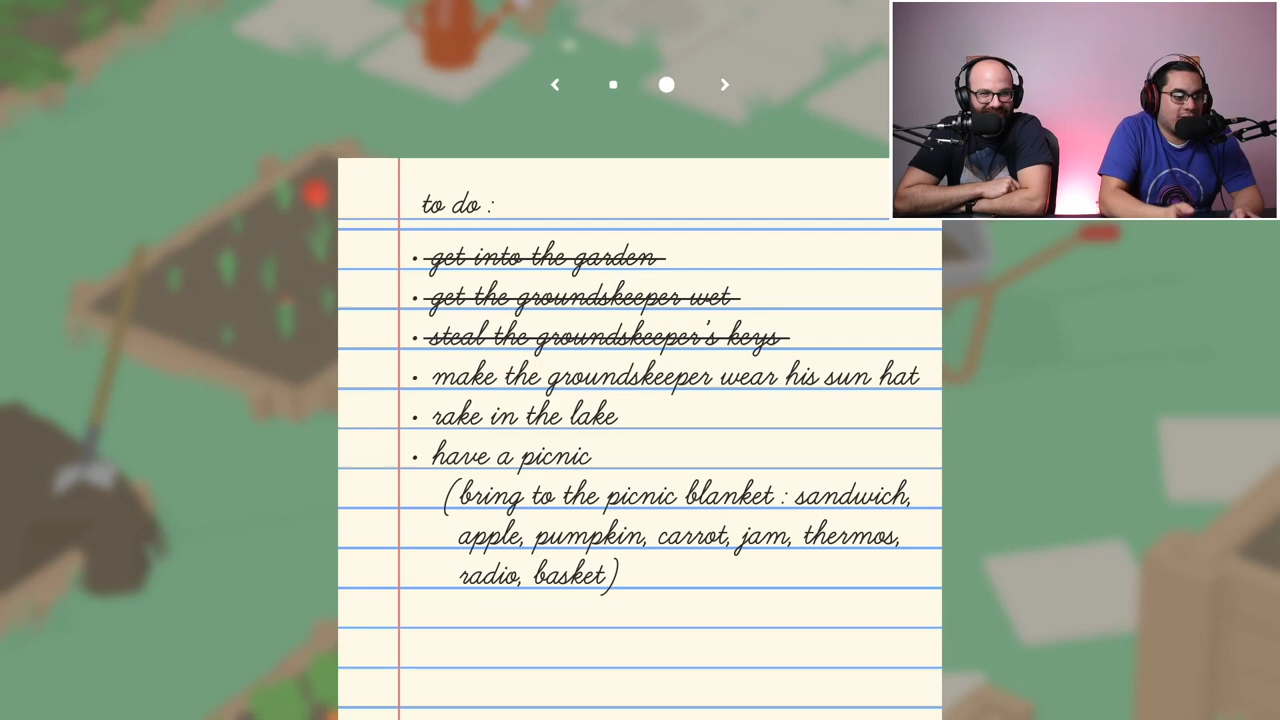 to do :
• get into the garden
• get the groundskeeper wet
• steal the groundskeeper's keys
• make the groundskeeper wear his sun hat
• rake in the lake
• have a picnic
(bring to the picnic blanket : sandwich,
apple, pumpkin, carrot, jam, thermos,
radio, basket)